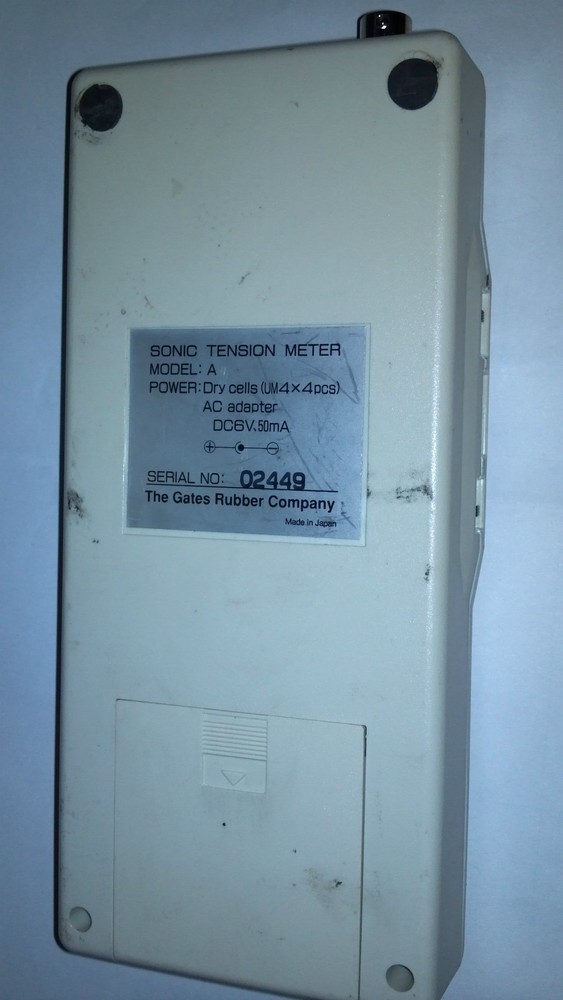 SONIC TENSION METER
MODEL: A
POWER: Dry cells (UM4×4pcs)
AC adapter
DC6V, 50mA
+ -
SERIAL NO: 02449
The Gates Rubber Company
Made in Japan